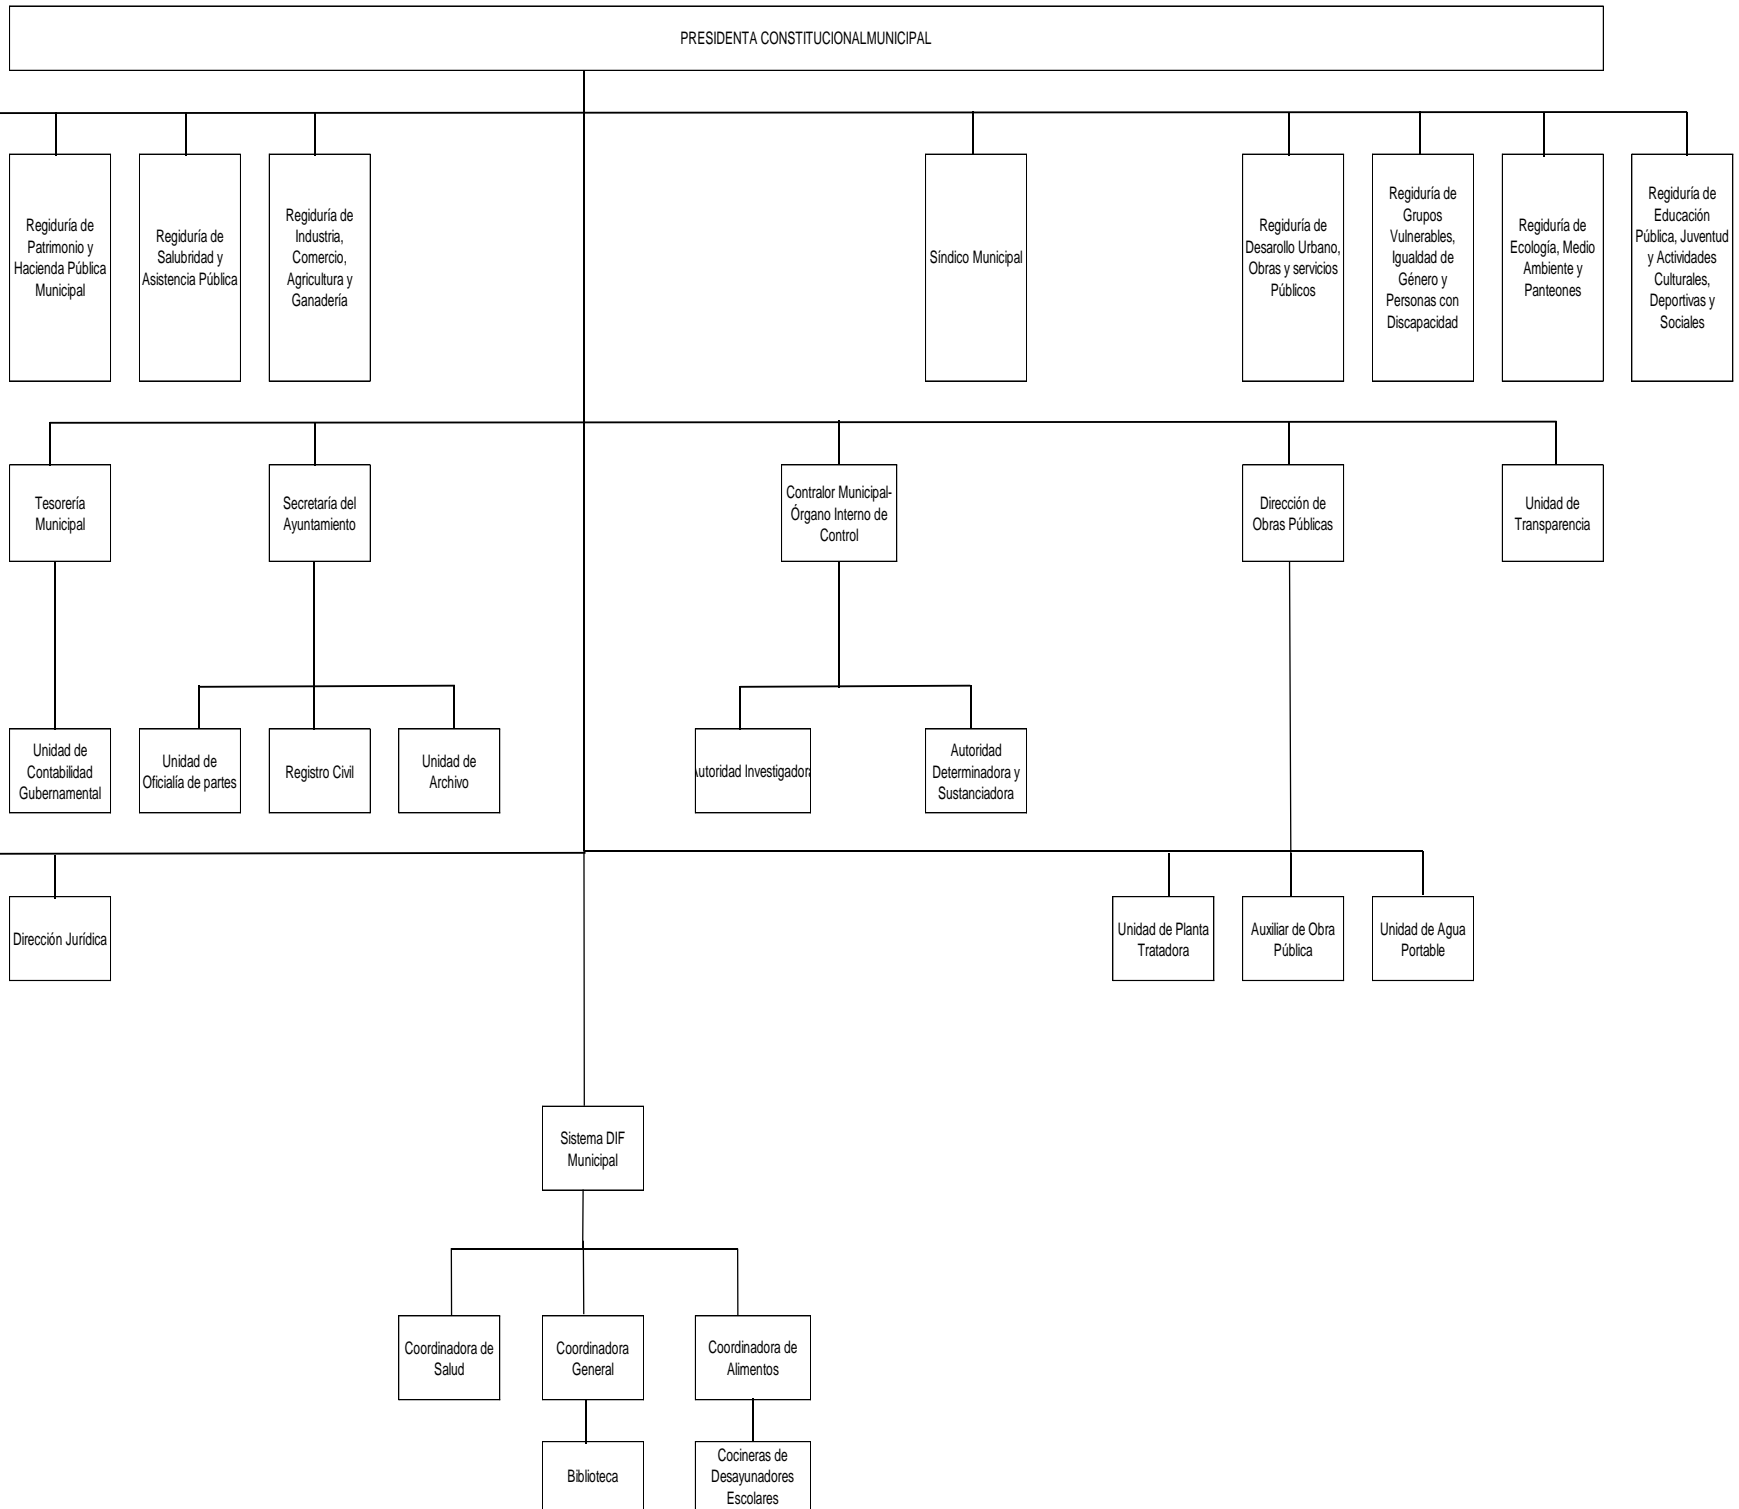 PRESIDENTA CONSTITUCIONALMUNICIPAL
Regiduría de
Patrimonio y
Hacienda Pública
Municipal
Regiduría de
Salubridad y
Asistencia Pública
Regiduría de
Industria,
Comercio,
Agricultura y
Ganadería
Síndico Municipal
Regiduría de
Desarollo Urbano,
Obras y servicios
Públicos
Regiduría de
Grupos
Vulnerables,
Igualdad de
Género y
Personas con
Discapacidad
Regiduría de
Ecología, Medio
Ambiente y
Panteones
Regiduría de
Educación
Pública, Juventud
y Actividades
Culturales,
Deportivas y
Sociales
Tesorería
Municipal
Secretaría del
Ayuntamiento
Contralor Municipal-
Órgano Interno de
Control
Dirección de
Obras Públicas
Unidad de
Transparencia
Unidad de
Contabilidad
Gubernamental
Unidad de
Oficialía de partes
Registro Civil
Unidad de
Archivo
Autoridad Investigadora
Autoridad
Determinadora y
Sustanciadora
Dirección Jurídica
Unidad de Planta
Tratadora
Auxiliar de Obra
Pública
Unidad de Agua
Portable
Sistema DIF
Municipal
Coordinadora de
Salud
Coordinadora
General
Coordinadora de
Alimentos
Biblioteca
Cocineras de
Desayunadores
Escolares